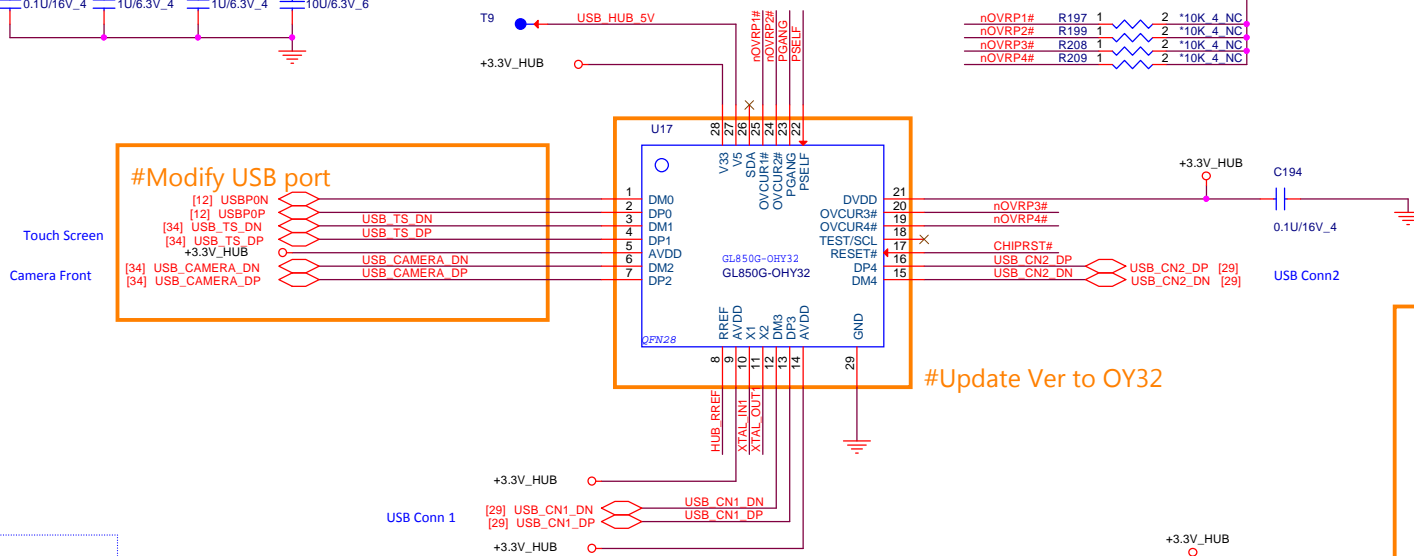 0.1U/16V_4 1U/6.3V_4 1U/6.3V_4 10U/6.3V_6
T9 USB_HUB_5V
+3.3V_HUB
nOVRP1#
nOVRP2#
PGANG
PSELF
nOVRP1# R197 1 2 *10K_4_NC
nOVRP2# R199 1 2 *10K_4_NC
nOVRP3# R208 1 2 *10K_4_NC
nOVRP4# R209 1 2 *10K_4_NC
U17
28 27 26 25 24 23 22
V33 V5 SDA OVCUR1# OVCUR2# PGANG PSELF
#Modify USB port
[12] USBP0N 1 DM0
[12] USBP0P 2 DP0
Touch Screen
[34] USB_TS_DN USB_TS_DN 3 DM1
[34] USB_TS_DP USB_TS_DP 4 DP1
+3.3V_HUB 5 AVDD
Camera Front
[34] USB_CAMERA_DN USB_CAMERA_DN 6 DM2
[34] USB_CAMERA_DP USB_CAMERA_DP 7 DP2
GL850G-OHY32
GL850G-OHY32
QFN28
DVDD 21
OVCUR3# 20 nOVRP3#
OVCUR4# 19 nOVRP4#
TEST/SCL 18
RESET# 17 CHIPRST#
DP4 16 USB_CN2_DP USB_CN2_DP [29]
DM4 15 USB_CN2_DN USB_CN2_DN [29]
USB Conn2
+3.3V_HUB
C194
0.1U/16V_4
RREF AVDD X1 X2 DM3 DP3 AVDD GND
8 9 10 11 12 13 14 29
#Update Ver to OY32
HUB_RREF
XTAL_IN1
XTAL_OUT1
+3.3V_HUB
USB Conn 1
[29] USB_CN1_DN USB_CN1_DN
[29] USB_CN1_DP USB_CN1_DP
+3.3V_HUB
+3.3V_HUB